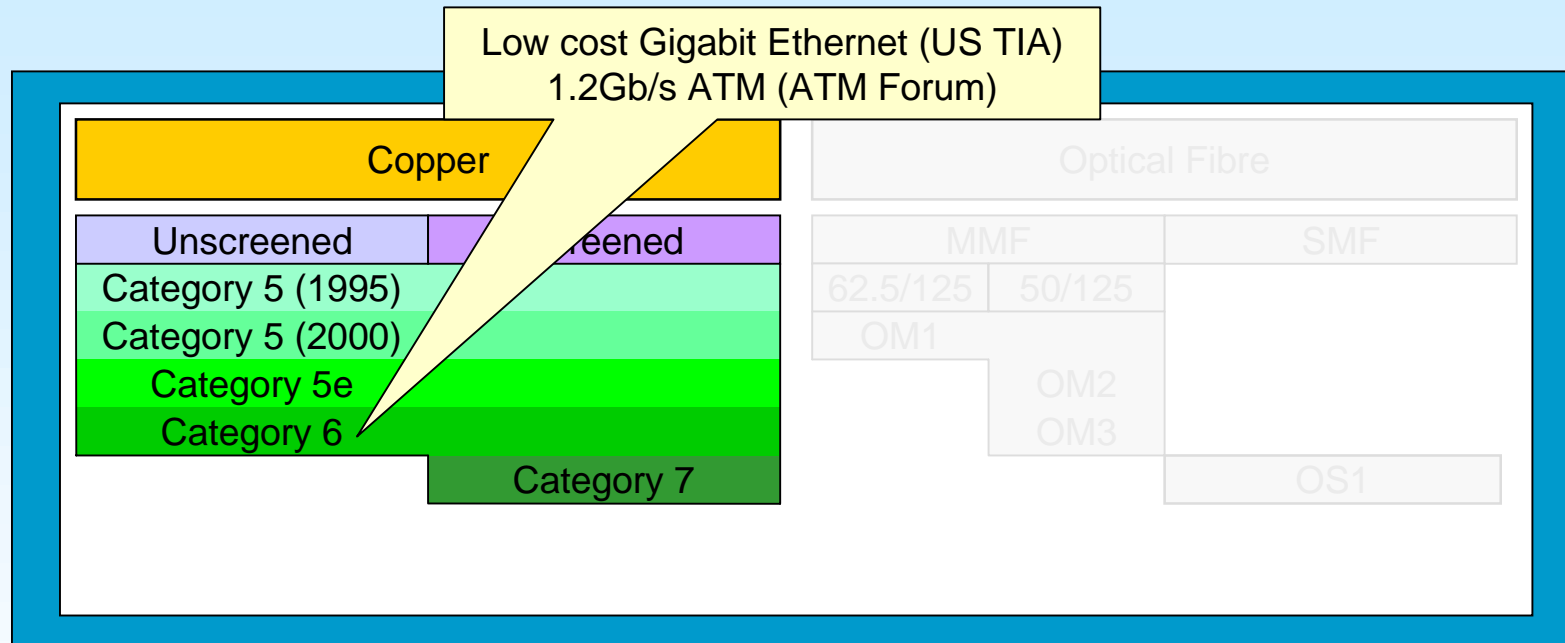 Low cost Gigabit Ethernet (US TIA)
1.2Gb/s ATM (ATM Forum)
Copper
Optical Fibre
Unscreened
reened
MMF
SMF
Category 5 (1995)
62.5/125
50/125
Category 5 (2000)
OM1
Category 5e
OM2
Category 6
OM3
Category 7
OS1